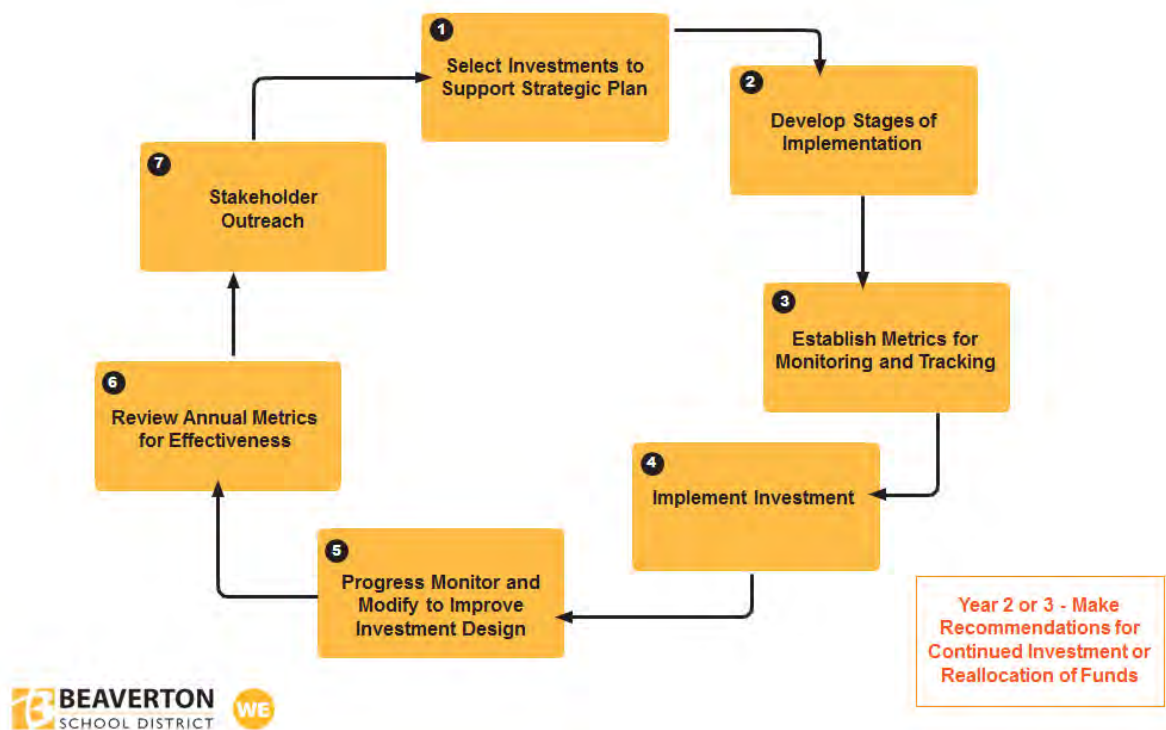 1
Select Investments to
Support Strategic Plan
2
Develop Stages of
Implementation
3
Establish Metrics for
Monitoring and Tracking
4
Implement Investment
5
Progress Monitor and
Modify to Improve
Investment Design
6
Review Annual Metrics
for Effectiveness
7
Stakeholder
Outreach
Year 2 or 3 - Make
Recommendations for
Continued Investment or
Reallocation of Funds
BEAVERTON
SCHOOL DISTRICT
WE